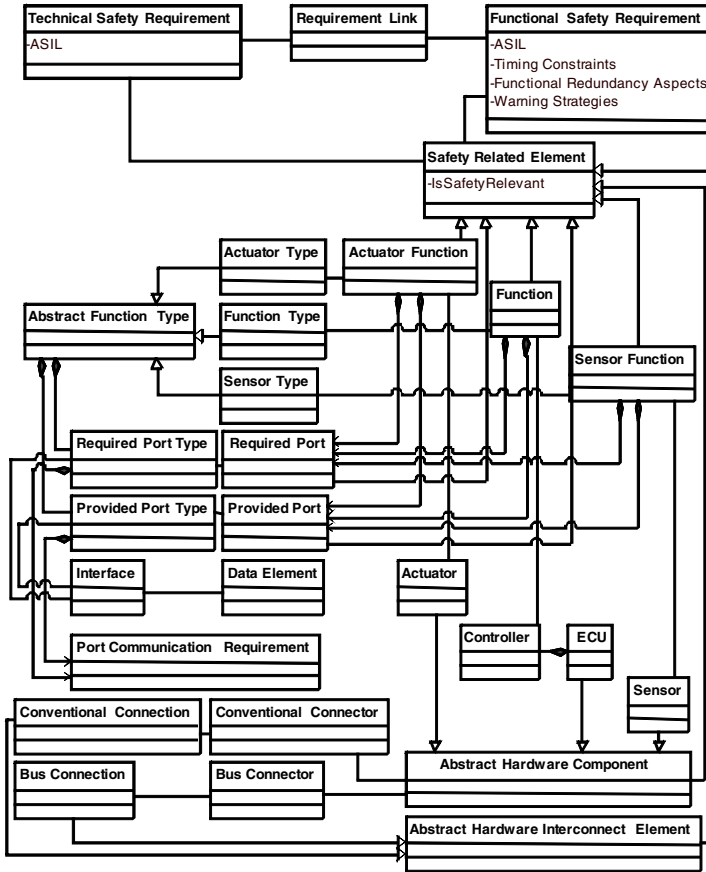 Technical Safety Requirement
-ASIL
Requirement Link
Functional Safety Requirement
-ASIL
-Timing Constraints
-Functional Redundancy Aspects
-Warning Strategies
Safety Related Element
-IsSafetyRelevant
Actuator Type
Actuator Function
Function
Abstract Function Type
Function Type
Sensor Function
Sensor Type
Required Port Type
Required Port
Provided Port Type
Provided Port
Interface
Data Element
Actuator
Port Communication Requirement
Controller
ECU
Sensor
Conventional Connection
Conventional Connector
Bus Connection
Bus Connector
Abstract Hardware Component
Abstract Hardware Interconnect Element